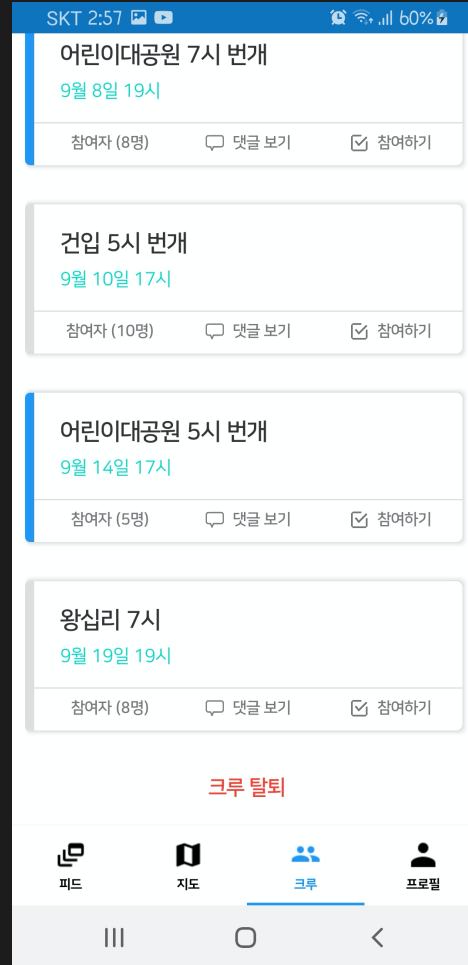 SKT 2:57 60%
어린이대공원 7시 번개
9월 8일 19시
참여자 (8명) 댓글 보기 참여하기
건입 5시 번개
9월 10일 17시
참여자 (10명) 댓글 보기 참여하기
어린이대공원 5시 번개
9월 14일 17시
참여자 (5명) 댓글 보기 참여하기
왕십리 7시
9월 19일 19시
참여자 (8명) 댓글 보기 참여하기
크루 탈퇴
피드 지도 크루 프로필